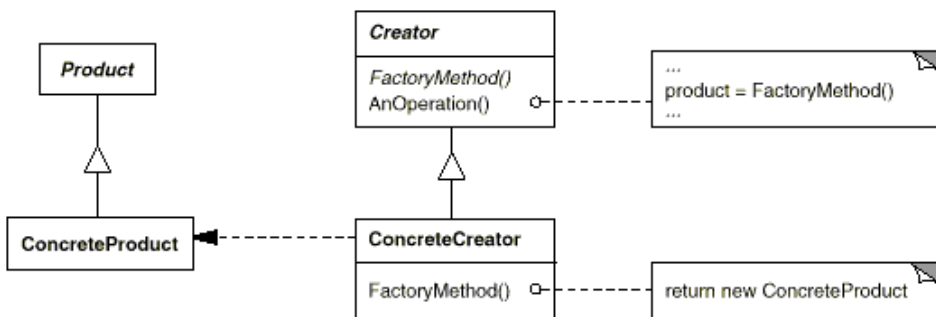 Product
ConcreteProduct
Creator
FactoryMethod()
AnOperation()
...
product = FactoryMethod()
...
ConcreteCreator
FactoryMethod()
return new ConcreteProduct